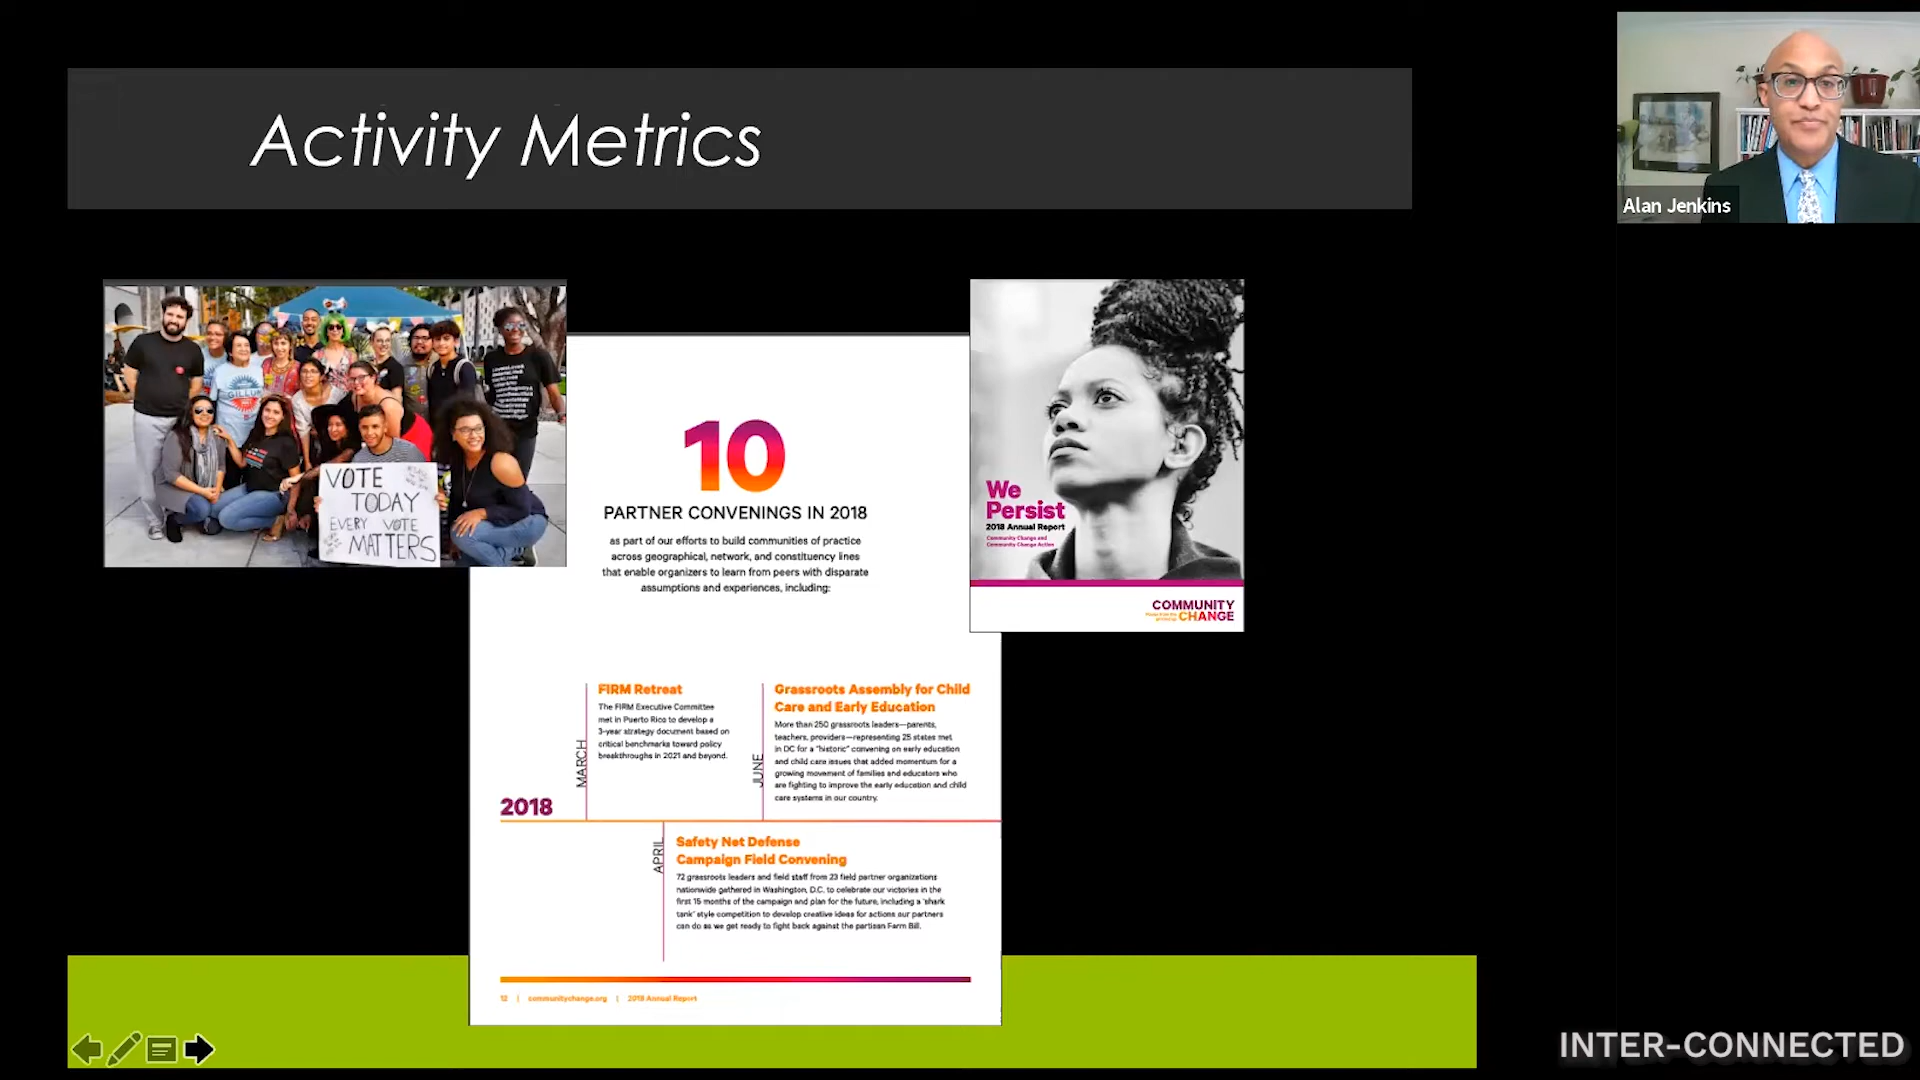 Activity Metrics
Alan Jenkins
VOTE
TODAY
EVERY VOTE
MATTERS
10
PARTNER CONVENINGS IN 2018
as part of our efforts to build communities of practice
across geographical, network, and constituency lines
that enable organizers to learn from peers with disparate
assumptions and experiences, including:
We
Persist
2018 Annual Report
Community Change and
Community Change Action
COMMUNITY
CHANGE
MARCH
FIRM Retreat
The FIRM Executive Committee
met in Puerto Rico to develop a
3-year strategy document based on
critical benchmarks toward policy
breakthroughs in 2021 and beyond.
JUNE
Grassroots Assembly for Child
Care and Early Education
More than 250 grassroots leaders—parents,
teachers, providers—representing 25 states met
in DC for a "historic" convening on early education
and child care issues that added momentum for a
growing movement of families and educators who
are fighting to improve the early education and child
care systems in our country.
2018
APRIL
Safety Net Defense
Campaign Field Convening
72 grassroots leaders and field staff from 23 field partner organizations
nationwide gathered in Washington, D.C. to celebrate our victories in the
first 15 months of the campaign and plan for the future, including a 'shark
tank' style competition to develop creative ideas for actions our partners
can do as we get ready to fight back against the partisan Farm Bill.
12 | communitychange.org | 2018 Annual Report
INTER-CONNECTED